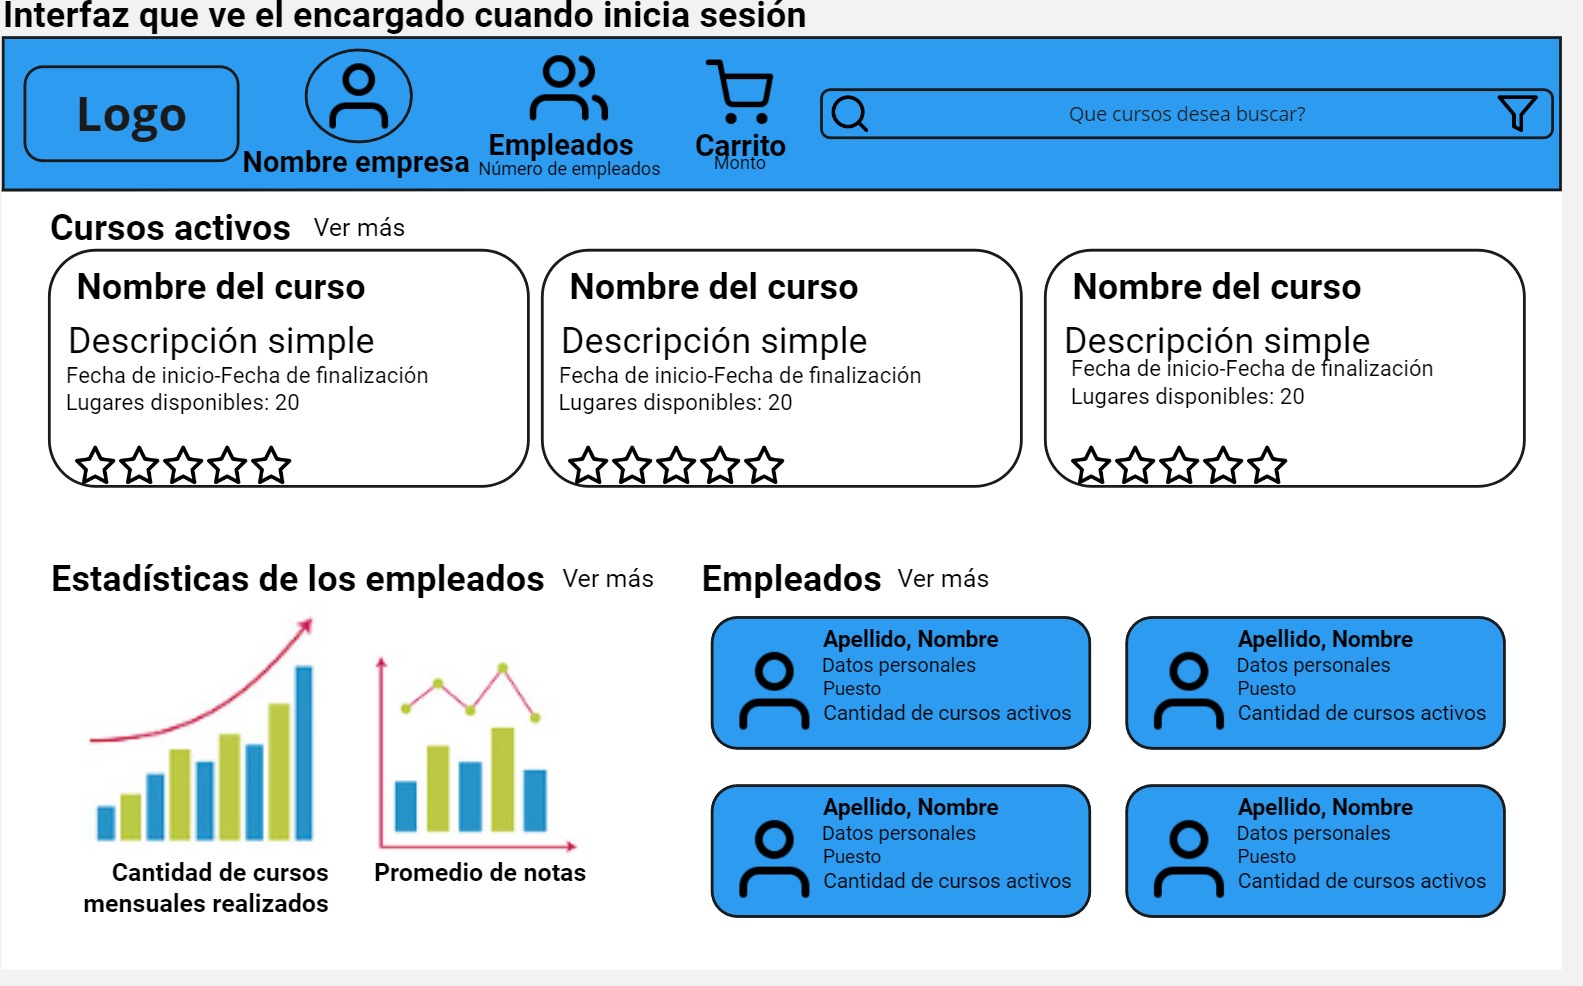 Interfaz que ve el encargado cuando inicia sesión
Logo
Nombre empresa
Empleados
Número de empleados
Carrito
Monto
Que cursos desea buscar?
Cursos activos
Ver más
Nombre del curso
Descripción simple
Fecha de inicio-Fecha de finalización
Lugares disponibles: 20
Nombre del curso
Descripción simple
Fecha de inicio-Fecha de finalización
Lugares disponibles: 20
Nombre del curso
Descripción simple
Fecha de inicio-Fecha de finalización
Lugares disponibles: 20
Estadísticas de los empleados
Ver más
Cantidad de cursos
mensuales realizados
Promedio de notas
Empleados
Ver más
Apellido, Nombre
Datos personales
Puesto
Cantidad de cursos activos
Apellido, Nombre
Datos personales
Puesto
Cantidad de cursos activos
Apellido, Nombre
Datos personales
Puesto
Cantidad de cursos activos
Apellido, Nombre
Datos personales
Puesto
Cantidad de cursos activos